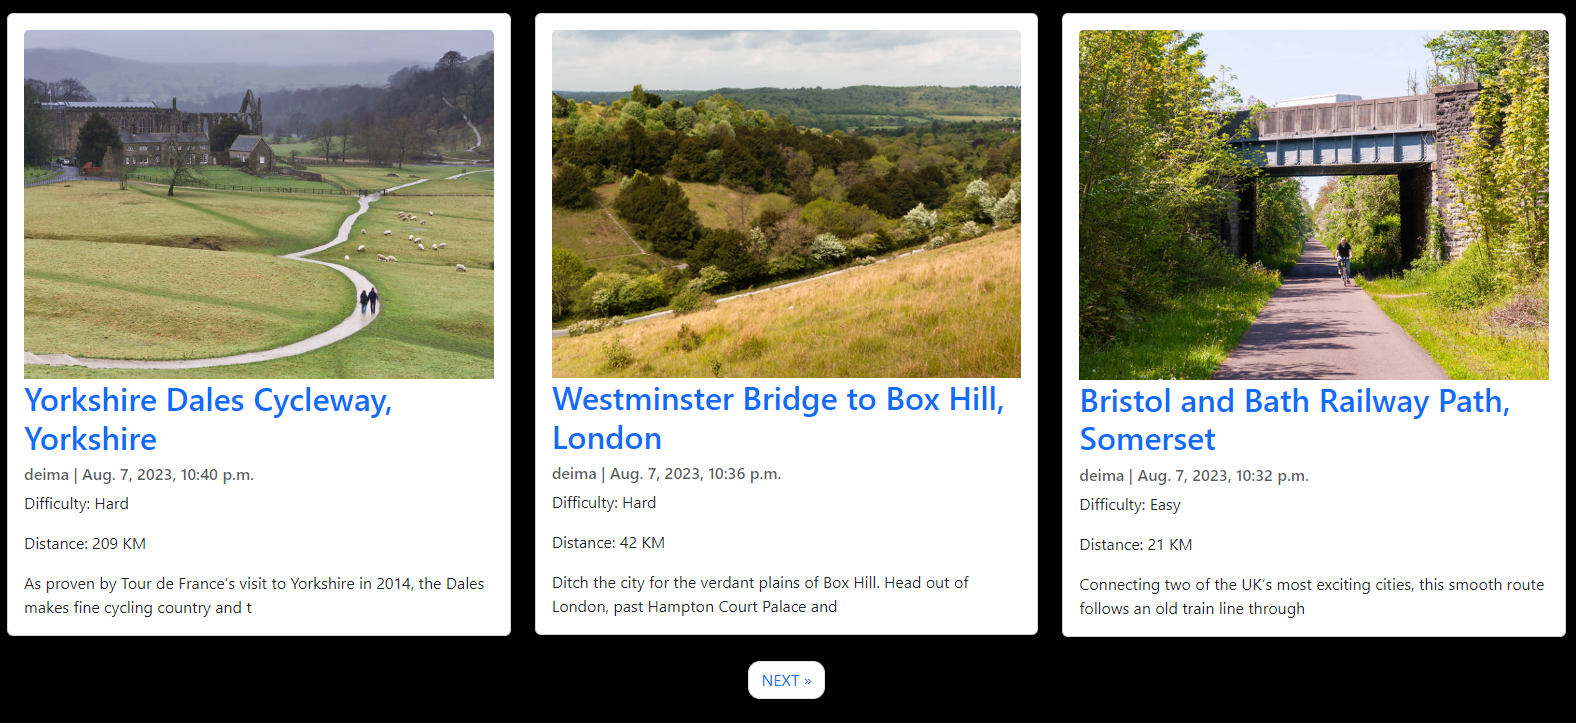 Yorkshire Dales Cycleway,
Yorkshire
deima | Aug. 7, 2023, 10:40 p.m.
Difficulty: Hard
Distance: 209 KM
As proven by Tour de France’s visit to Yorkshire in 2014, the Dales
makes fine cycling country and t
Westminster Bridge to Box Hill,
London
deima | Aug. 7, 2023, 10:36 p.m.
Difficulty: Hard
Distance: 42 KM
Ditch the city for the verdant plains of Box Hill. Head out of
London, past Hampton Court Palace and
Bristol and Bath Railway Path,
Somerset
deima | Aug. 7, 2023, 10:32 p.m.
Difficulty: Easy
Distance: 21 KM
Connecting two of the UK’s most exciting cities, this smooth route
follows an old train line through
NEXT »